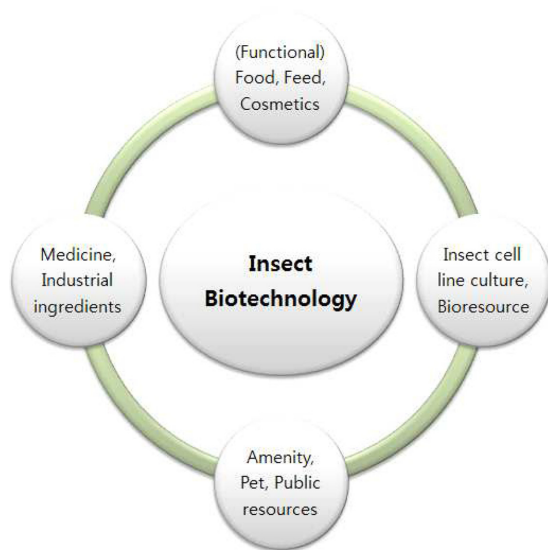 (Functional)
Food, Feed,
Cosmetics
Medicine,
Industrial
ingredients
Insect
Biotechnology
Insect cell
line culture,
Bioresource
Amenity,
Pet, Public
resources